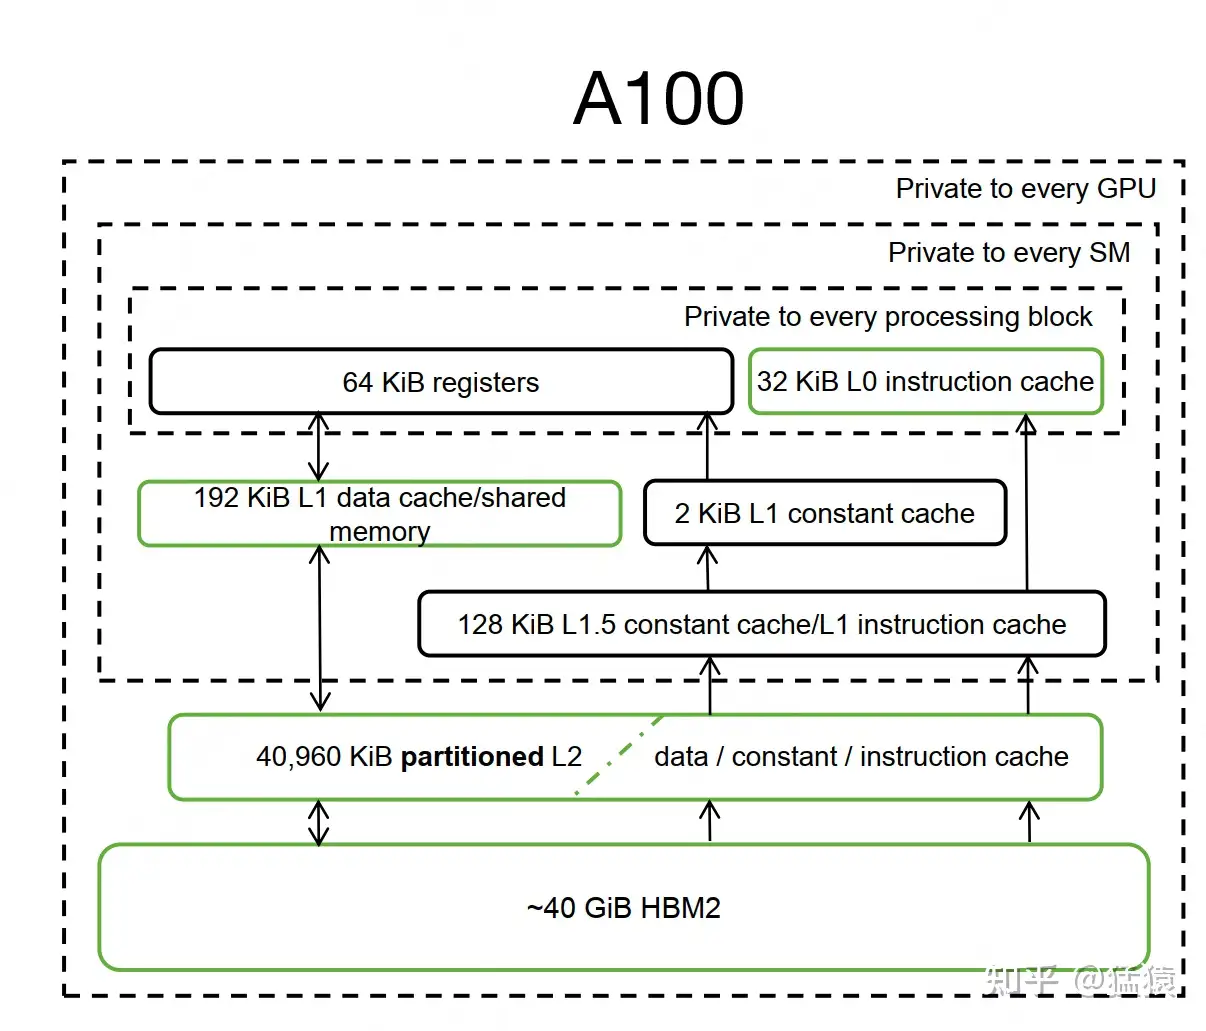 A100
Private to every GPU
Private to every SM
Private to every processing block
64 KiB registers
32 KiB L0 instruction cache
192 KiB L1 data cache/shared
memory
2 KiB L1 constant cache
128 KiB L1.5 constant cache/L1 instruction cache
40,960 KiB partitioned L2
data / constant / instruction cache
~40 GiB HBM2
知乎 @猛猿